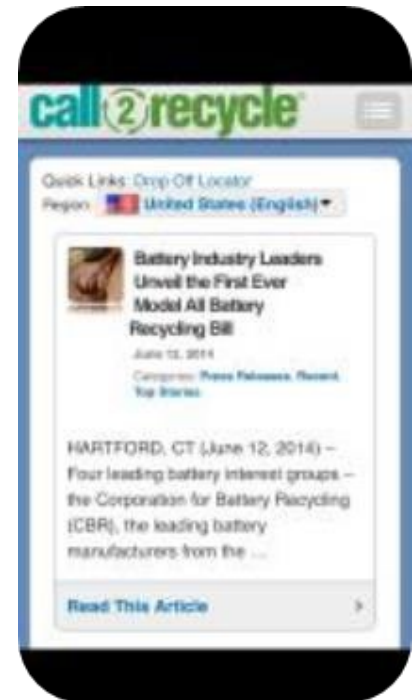 call2recycle
Quick Links: Drop Off Locator
Region: United States (English)
Battery Industry Leaders
Unveil the First Ever
Model All Battery
Recycling Bill
June 12, 2014
Categories: Press Releases, Recent,
Top Stories
HARTFORD, CT (June 12, 2014) –
Four leading battery interest groups –
the Corporation for Battery Recycling
(CBR), the leading battery
manufacturers from the ...
Read This Article